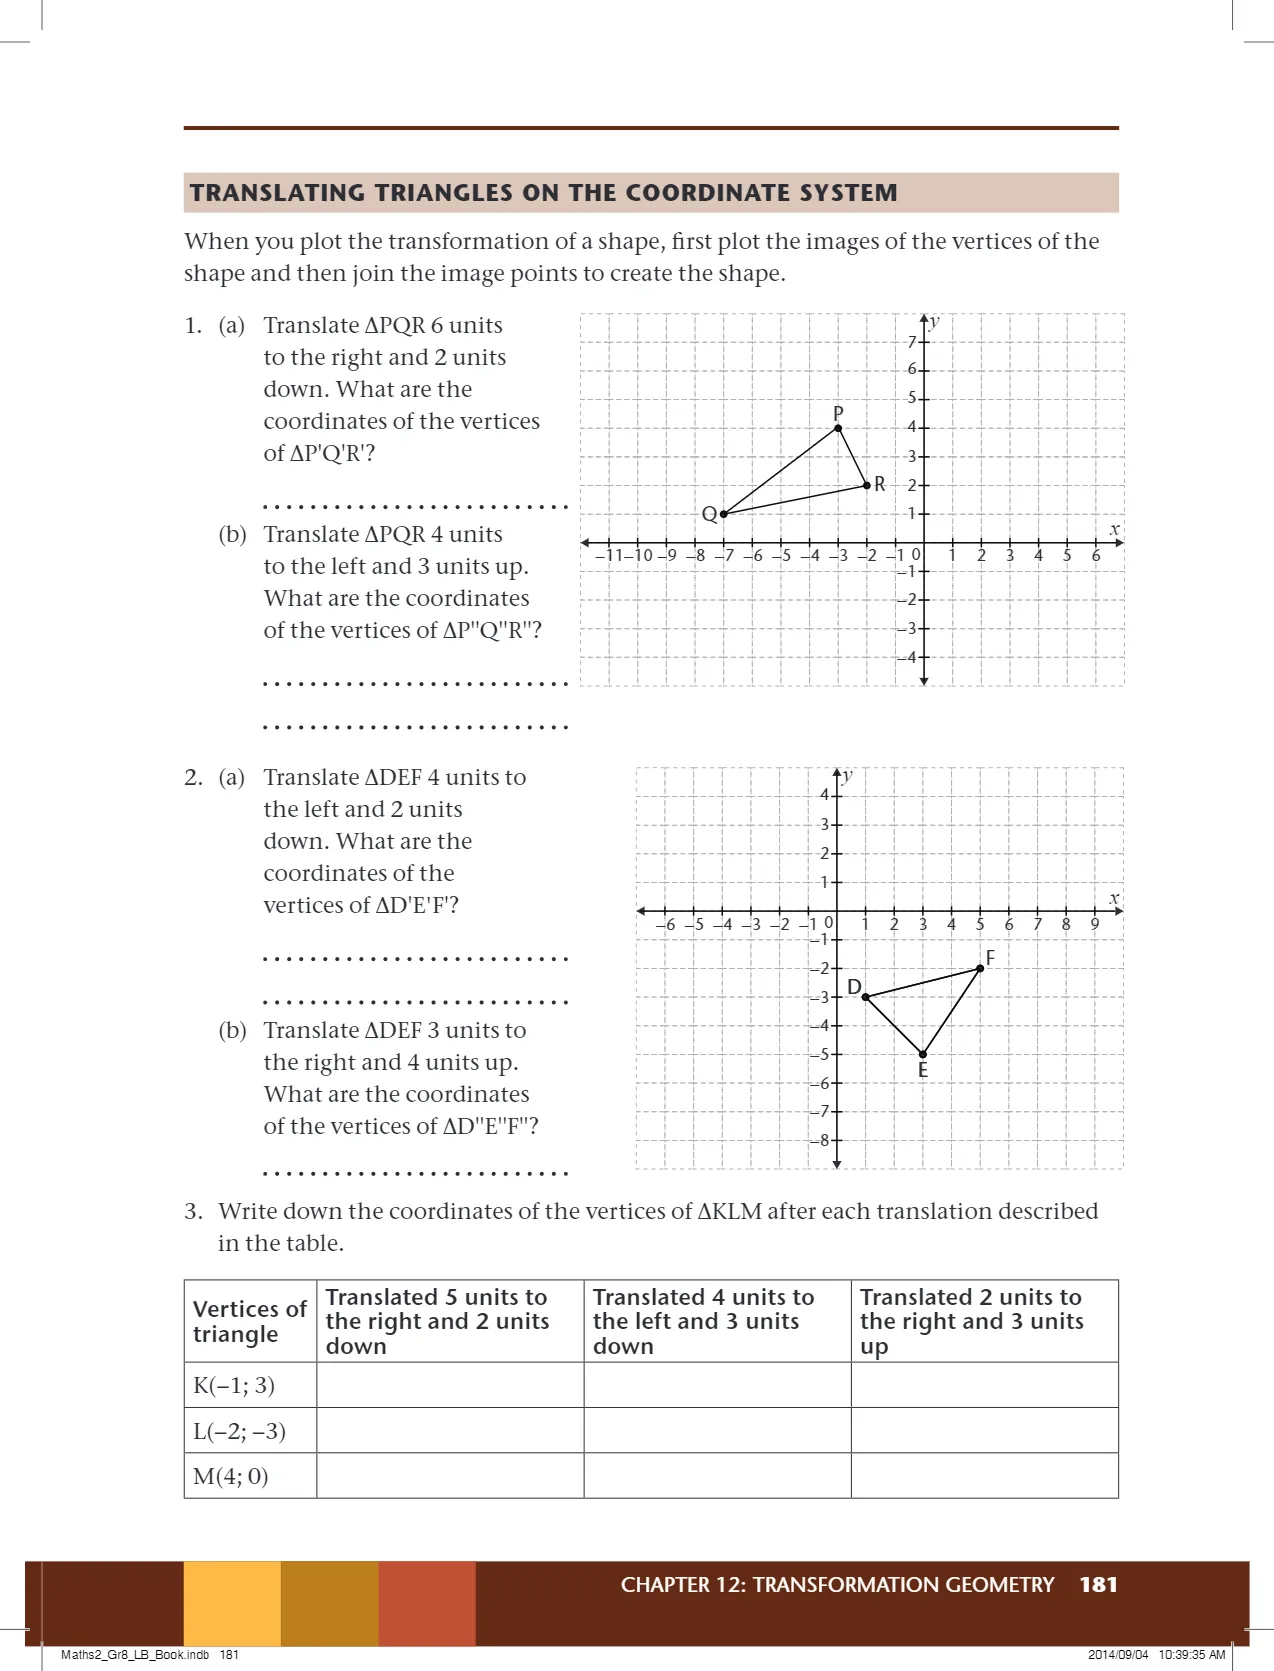 TRANSLATING TRIANGLES ON THE COORDINATE SYSTEM
When you plot the transformation of a shape, first plot the images of the vertices of the
shape and then join the image points to create the shape.
1. (a) Translate ΔPQR 6 units
to the right and 2 units
down. What are the
coordinates of the vertices
of ΔP'Q'R'?
..........................
(b) Translate ΔPQR 4 units
to the left and 3 units up.
What are the coordinates
of the vertices of ΔP"Q"R"?
..........................
..........................
y
7
6
5
P
4
3
R 2
Q 1
x
–11 –10 –9 –8 –7 –6 –5 –4 –3 –2 –1 0 1 2 3 4 5 6
–1
–2
–3
–4
2. (a) Translate ΔDEF 4 units to
the left and 2 units
down. What are the
coordinates of the
vertices of ΔD'E'F'?
..........................
..........................
(b) Translate ΔDEF 3 units to
the right and 4 units up.
What are the coordinates
of the vertices of ΔD"E"F"?
..........................
y
4
3
2
1
x
–6 –5 –4 –3 –2 –1 0 1 2 3 4 5 6 7 8 9
–1
F
–2
D
–3
–4
–5
E
–6
–7
–8
3. Write down the coordinates of the vertices of ΔKLM after each translation described
in the table.
Vertices of triangle
Translated 5 units to
the right and 2 units
down
Translated 4 units to
the left and 3 units
down
Translated 2 units to
the right and 3 units
up
K(–1; 3)
L(–2; –3)
M(4; 0)
CHAPTER 12: TRANSFORMATION GEOMETRY 181
Maths2_Gr8_LB_Book.indb 181 2014/09/04 10:39:35 AM